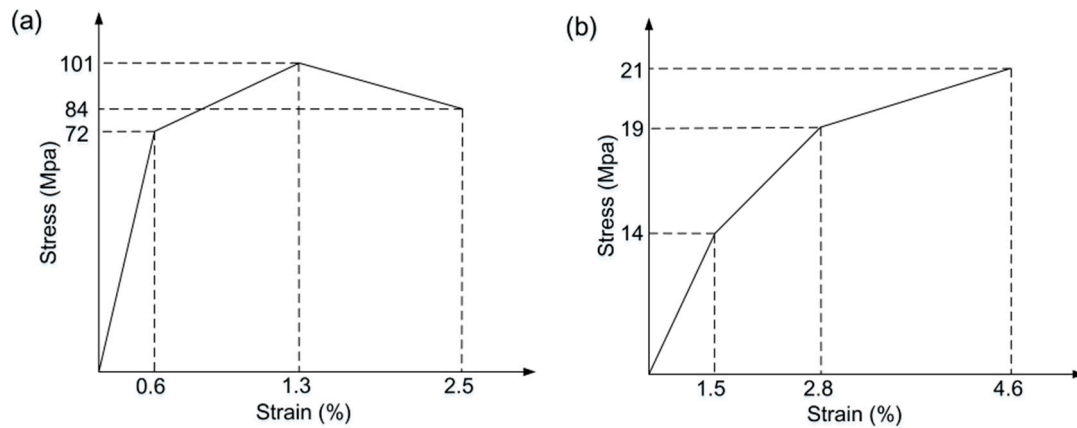 (a)
101
84
72
Stress (Mpa)
0.6 1.3 2.5
Strain (%)
(b)
21
19
14
Stress (Mpa)
1.5 2.8 4.6
Strain (%)